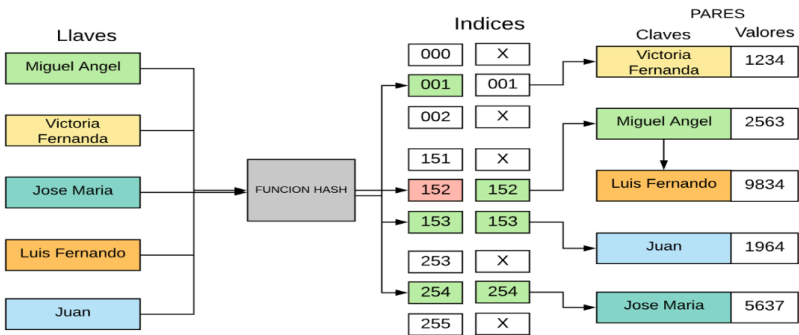 Llaves
Miguel Angel
Victoria
Fernanda
Jose Maria
Luis Fernando
Juan
FUNCION HASH
Indices
000 X
001 001
002 X
151 X
152 152
153 153
253 X
254 254
255 X
PARES
Claves Valores
Victoria
Fernanda 1234
Miguel Angel 2563
Luis Fernando 9834
Juan 1964
Jose Maria 5637